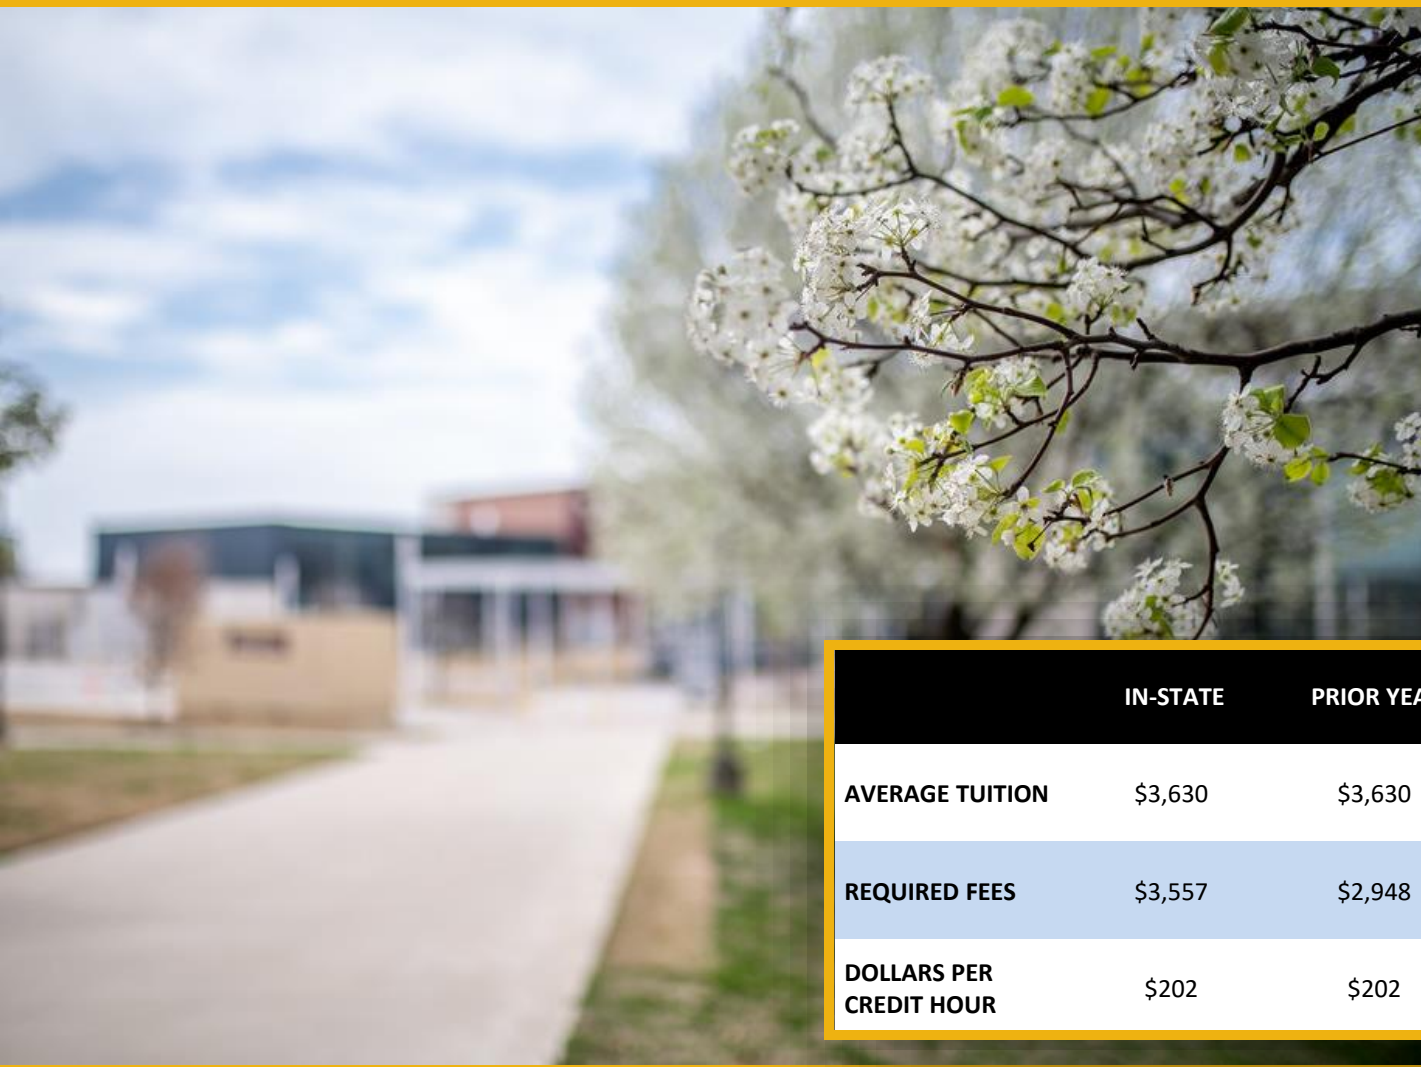 IN-STATE PRIOR YEA
AVERAGE TUITION $3,630 $3,630
REQUIRED FEES $3,557 $2,948
DOLLARS PER
CREDIT HOUR $202 $202